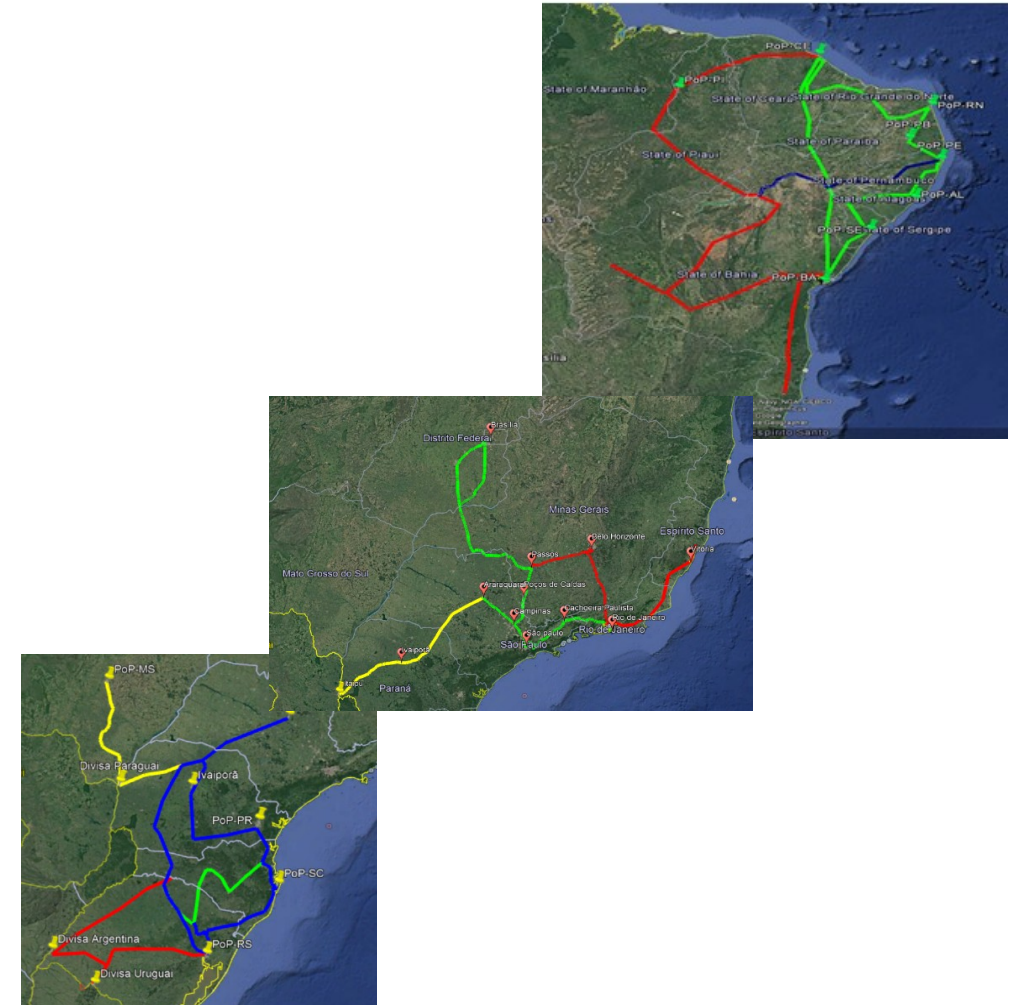 PoP-CE
PoP-PI
State of Maranhão
State of Ceará
State of Rio Grande do Norte
PoP-RN
PoP-PB
State of Paraíba
PoP-PE
State of Piauí
State of Pernambuco
State of Alagoas
PoP-AL
PoP-SE
State of Sergipe
State of Bahia
PoP-BA
sília
Espírito Santo
Brasília
Distrito Federal
Minas Gerais
Belo Horizonte
Espírito Santo
Vitória
Passos
Mato Grosso do Sul
Araraquara
Poços de Caldas
Campinas
Cachoeira Paulista
Rio de Janeiro
Rio de Janeiro
São paulo
São Paulo
Ivaiporã
Itaipu
Paraná
PoP-MS
Divisa Paraguai
Ivaiporã
PoP-PR
PoP-SC
Divisa Argentina
PoP-RS
Divisa Uruguai